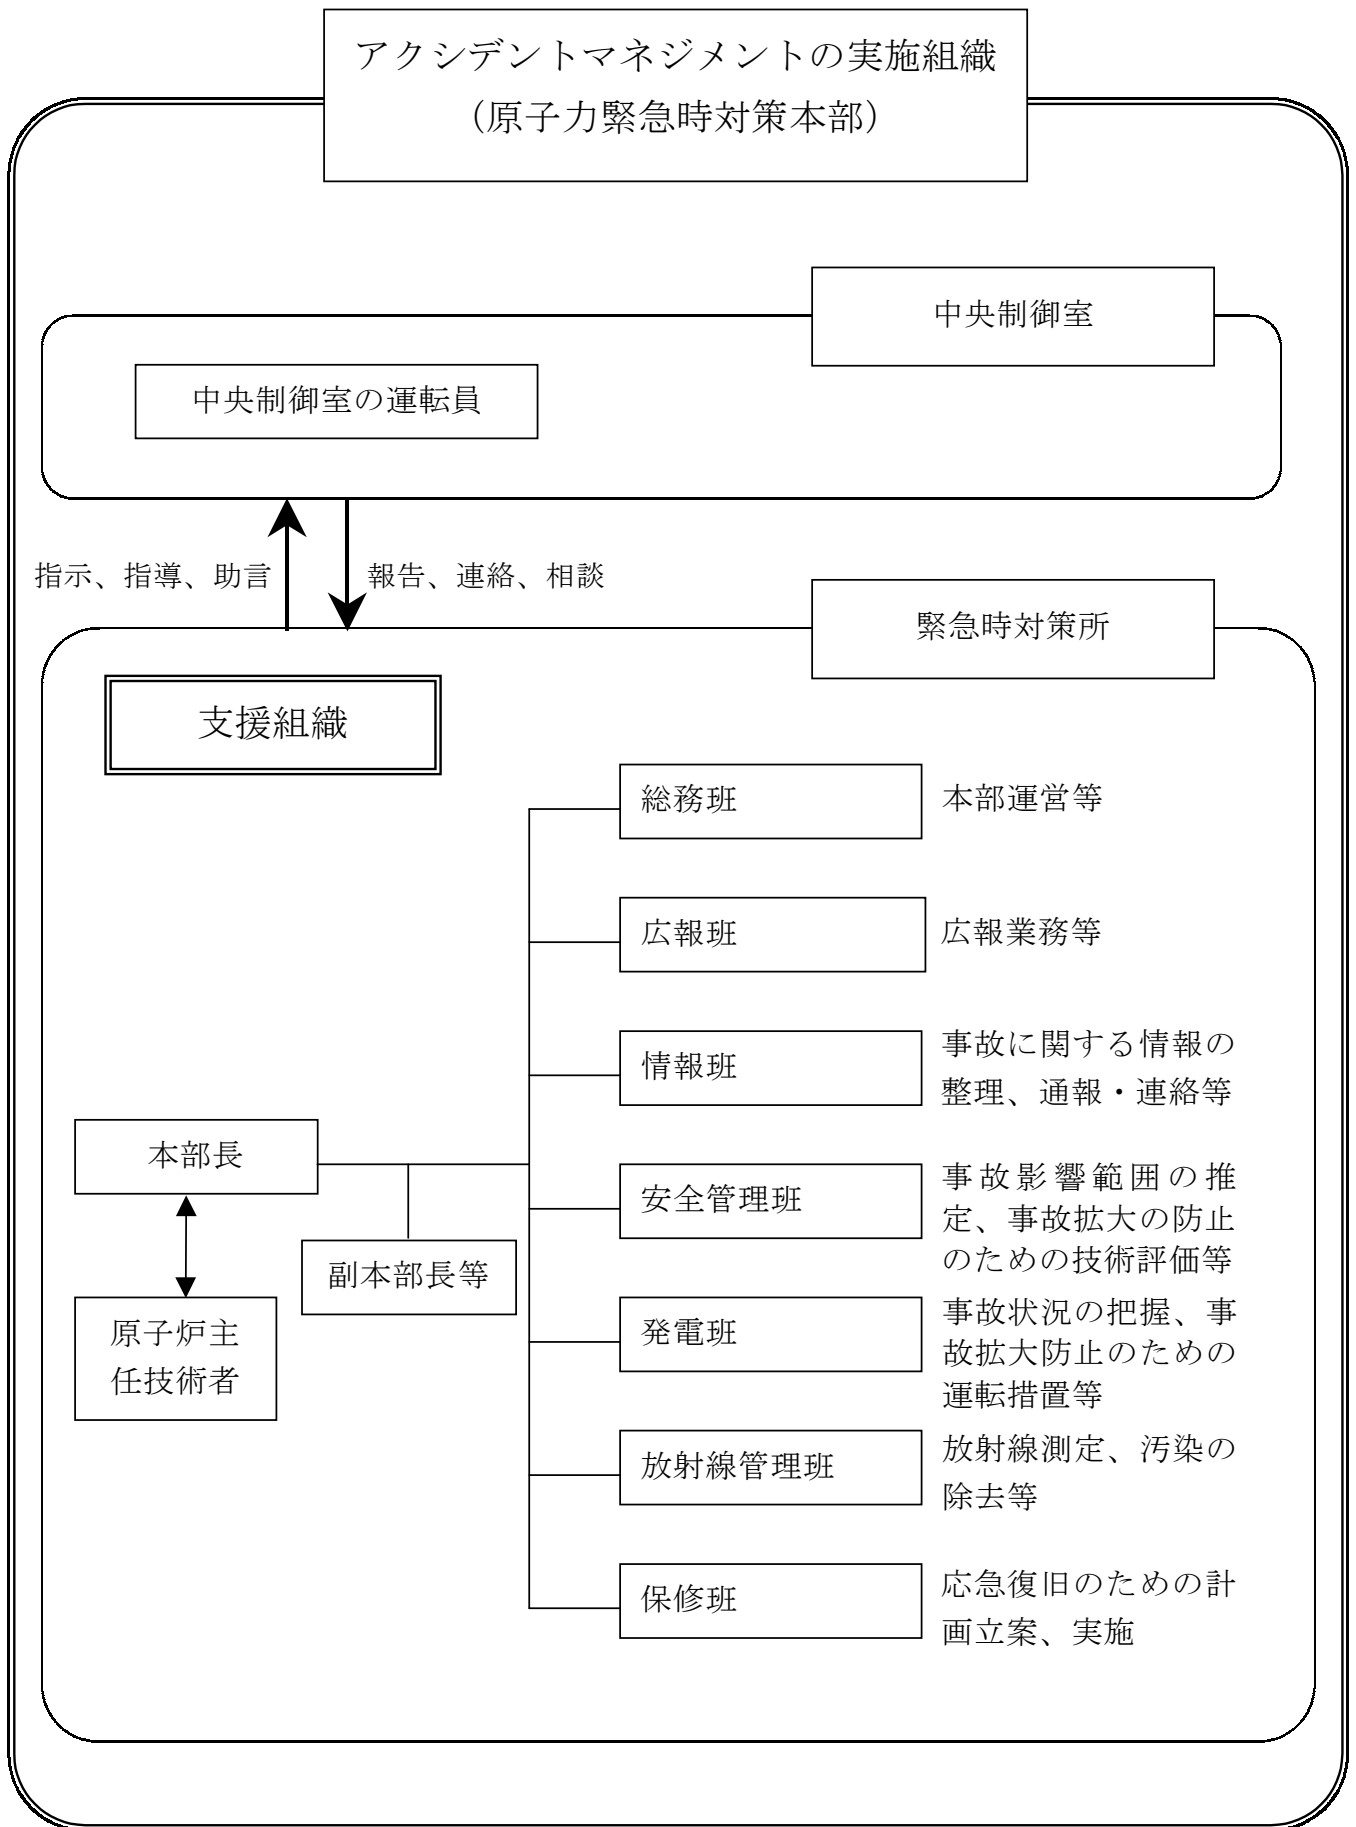 アクシデントマネジメントの実施組織
（原子力緊急時対策本部）
中央制御室
中央制御室の運転員
指示、指導、助言
報告、連絡、相談
緊急時対策所
支援組織
総務班
本部運営等
広報班
広報業務等
情報班
事故に関する情報の
整理、通報・連絡等
本部長
安全管理班
事故影響範囲の推
定、事故拡大の防止
のための技術評価等
副本部長等
原子炉主
任技術者
発電班
事故状況の把握、事
故拡大防止のための
運転措置等
放射線管理班
放射線測定、汚染の
除去等
保修班
応急復旧のための計
画立案、実施